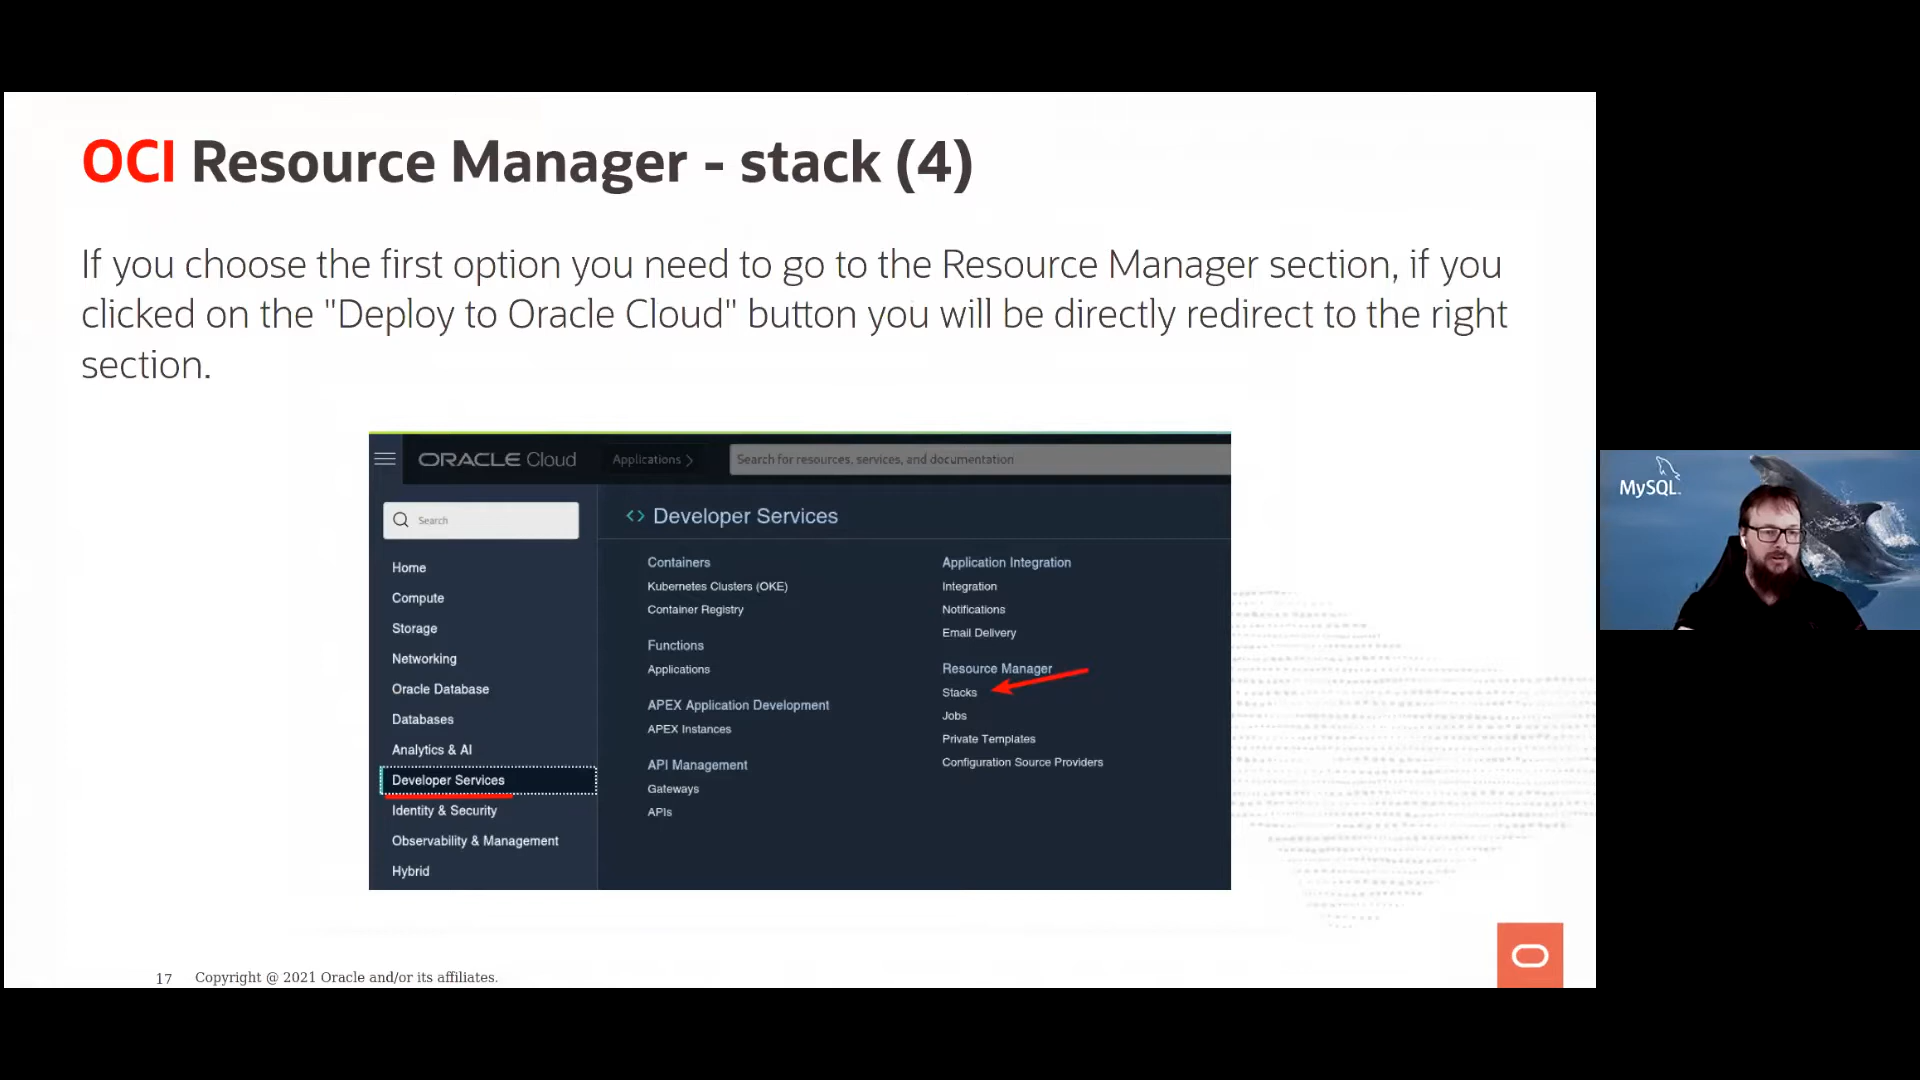 OCI Resource Manager - stack (4)
If you choose the first option you need to go to the Resource Manager section, if you
clicked on the "Deploy to Oracle Cloud" button you will be directly redirect to the right
section.
ORACLE Cloud
Applications
Search for resources, services, and documentation
Search
Home
Compute
Storage
Networking
Oracle Database
Databases
Analytics & AI
Developer Services
Identity & Security
Observability & Management
Hybrid
Developer Services
Containers
Kubernetes Clusters (OKE)
Container Registry
Functions
Applications
APEX Application Development
APEX Instances
API Management
Gateways
APIs
Application Integration
Integration
Notifications
Email Delivery
Resource Manager
Stacks
Jobs
Private Templates
Configuration Source Providers
MySQL
17 Copyright @ 2021 Oracle and/or its affiliates.